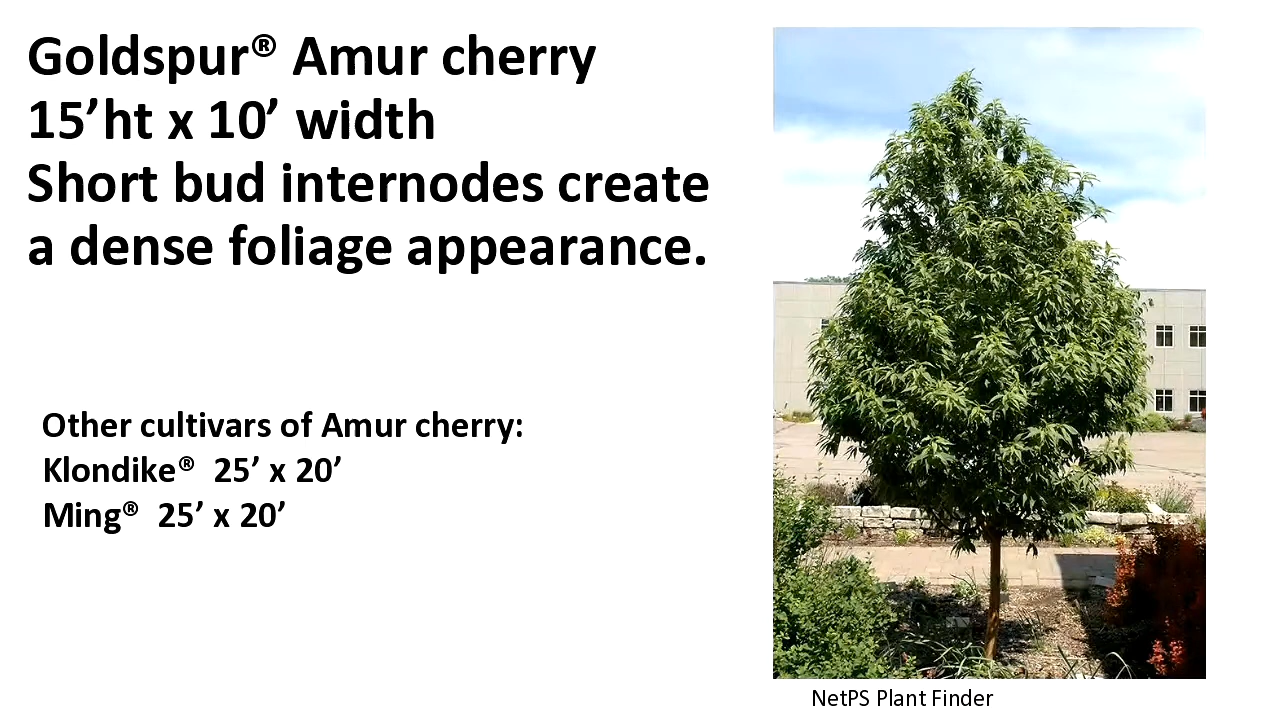 Goldspur® Amur cherry
15’ht x 10’ width
Short bud internodes create
a dense foliage appearance.
Other cultivars of Amur cherry:
Klondike®  25’ x 20’
Ming®  25’ x 20’
NetPS Plant Finder